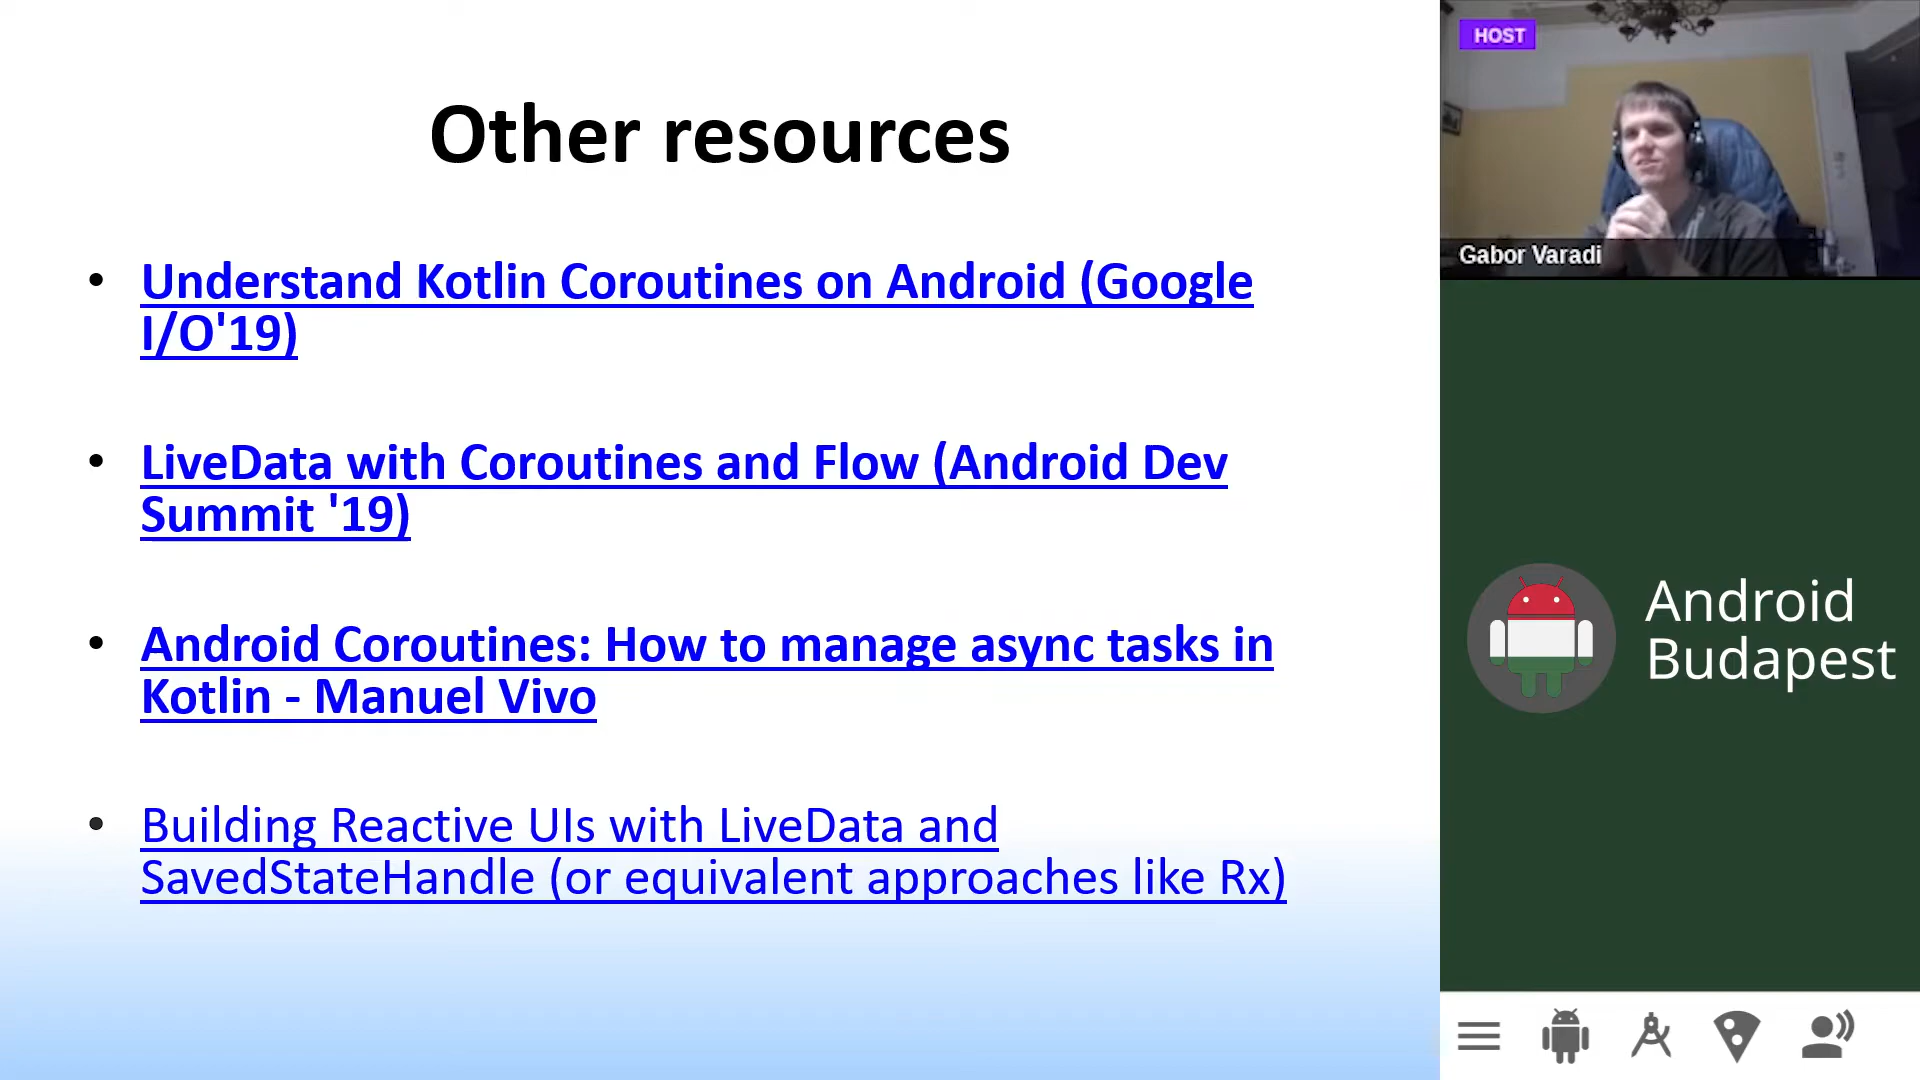 Other resources
• Understand Kotlin Coroutines on Android (Google
I/O'19)
• LiveData with Coroutines and Flow (Android Dev
Summit '19)
• Android Coroutines: How to manage async tasks in
Kotlin - Manuel Vivo
• Building Reactive UIs with LiveData and
SavedStateHandle (or equivalent approaches like Rx)
HOST
Gabor Varadi
Android
Budapest